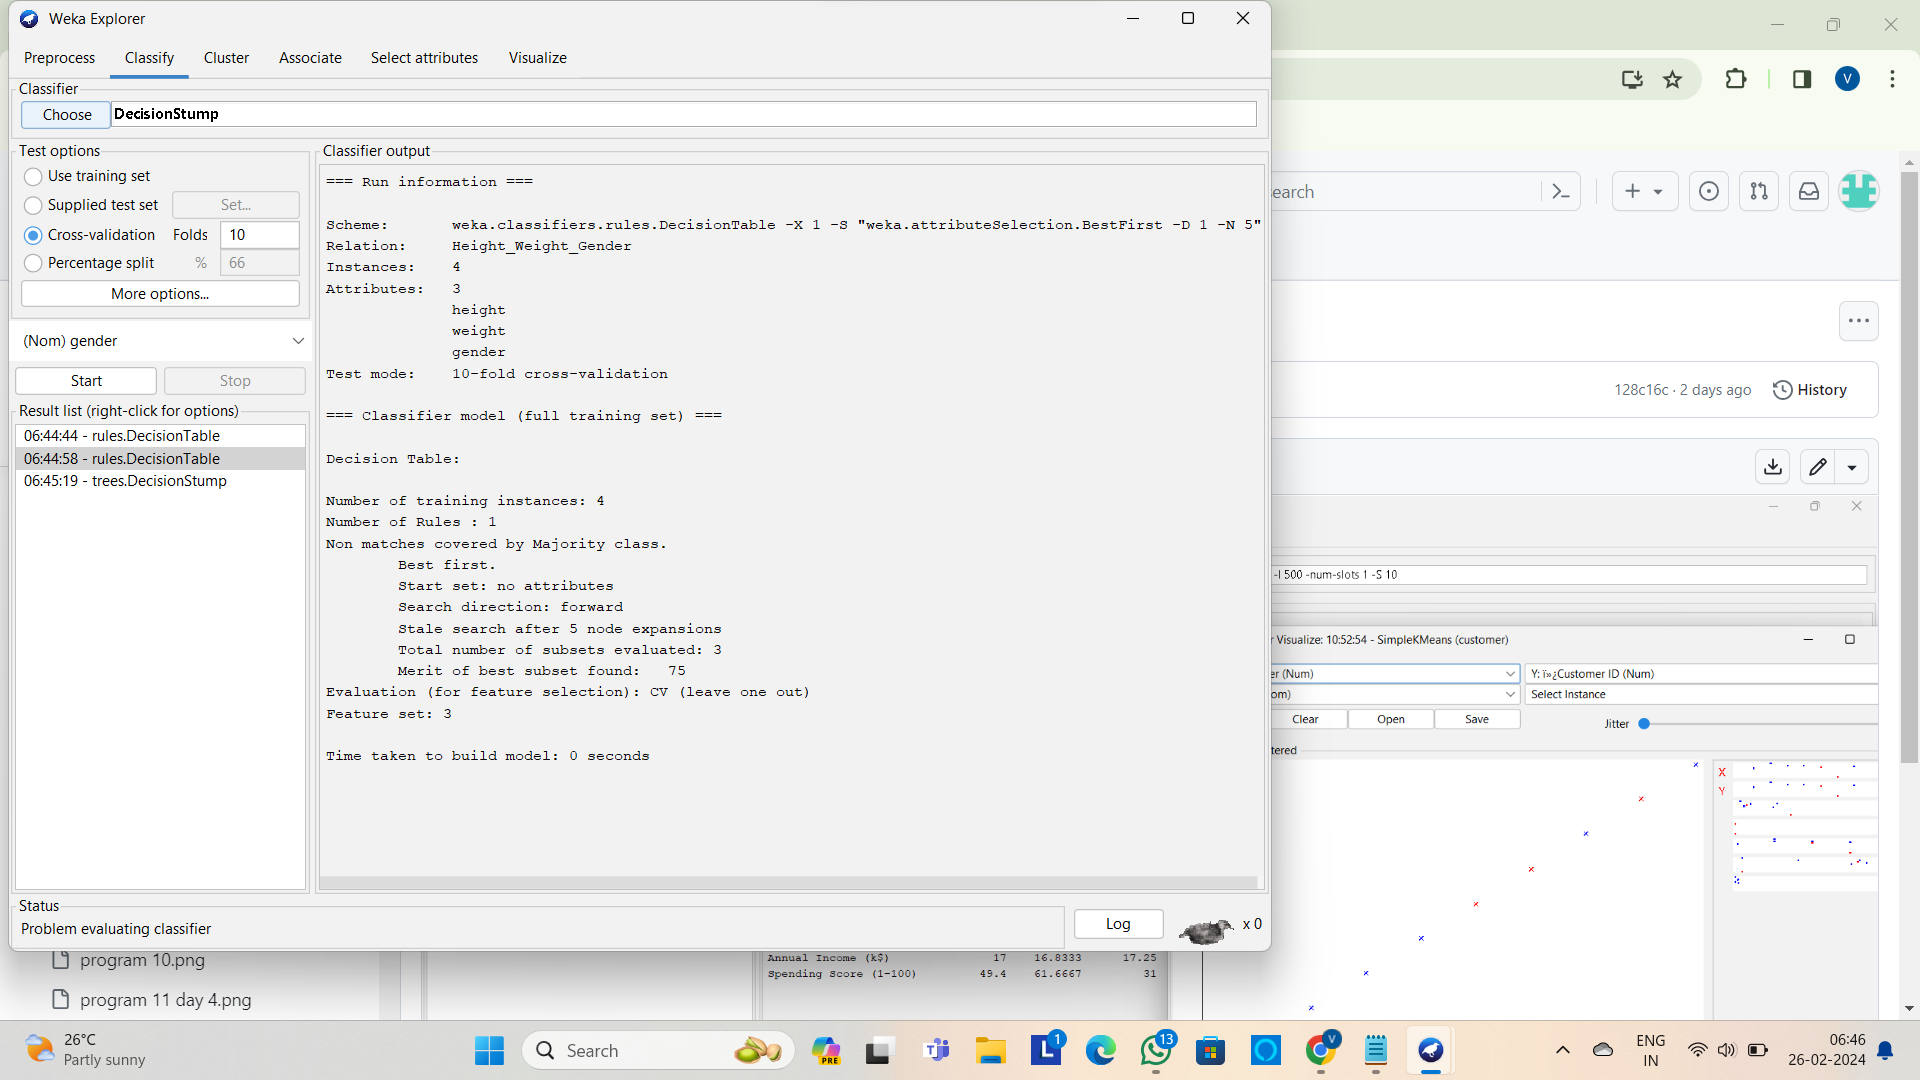 Weka Explorer
Preprocess Classify Cluster Associate Select attributes Visualize
Classifier
Choose DecisionStump
Test options
Use training set
Supplied test set Set...
Cross-validation Folds 10
Percentage split % 66
More options...
(Nom) gender
Start Stop
Result list (right-click for options)
06:44:44 - rules.DecisionTable
06:44:58 - rules.DecisionTable
06:45:19 - trees.DecisionStump
Classifier output
=== Run information ===
Scheme: weka.classifiers.rules.DecisionTable -X 1 -S "weka.attributeSelection.BestFirst -D 1 -N 5"
Relation: Height_Weight_Gender
Instances: 4
Attributes: 3
height
weight
gender
Test mode: 10-fold cross-validation
=== Classifier model (full training set) ===
Decision Table:
Number of training instances: 4
Number of Rules : 1
Non matches covered by Majority class.
Best first.
Start set: no attributes
Search direction: forward
Stale search after 5 node expansions
Total number of subsets evaluated: 3
Merit of best subset found: 75
Evaluation (for feature selection): CV (leave one out)
Feature set: 3
Time taken to build model: 0 seconds
Status
Problem evaluating classifier
Log x 0
V
earch
128c16c · 2 days ago History
-I 500 -num-slots 1 -S 10
Visualize: 10:52:54 - SimpleKMeans (customer)
er (Num) Y: ï»¿Customer ID (Num)
om) Select Instance
Clear Open Save Jitter
tered
X
Y
program 10.png
program 11 day 4.png
Annual Income (k$) 17 16.8333 17.25
Spending Score (1-100) 49.4 61.6667 31
26°C
Partly sunny
Search
PRE
1
13
V
ENG
IN
06:46
26-02-2024